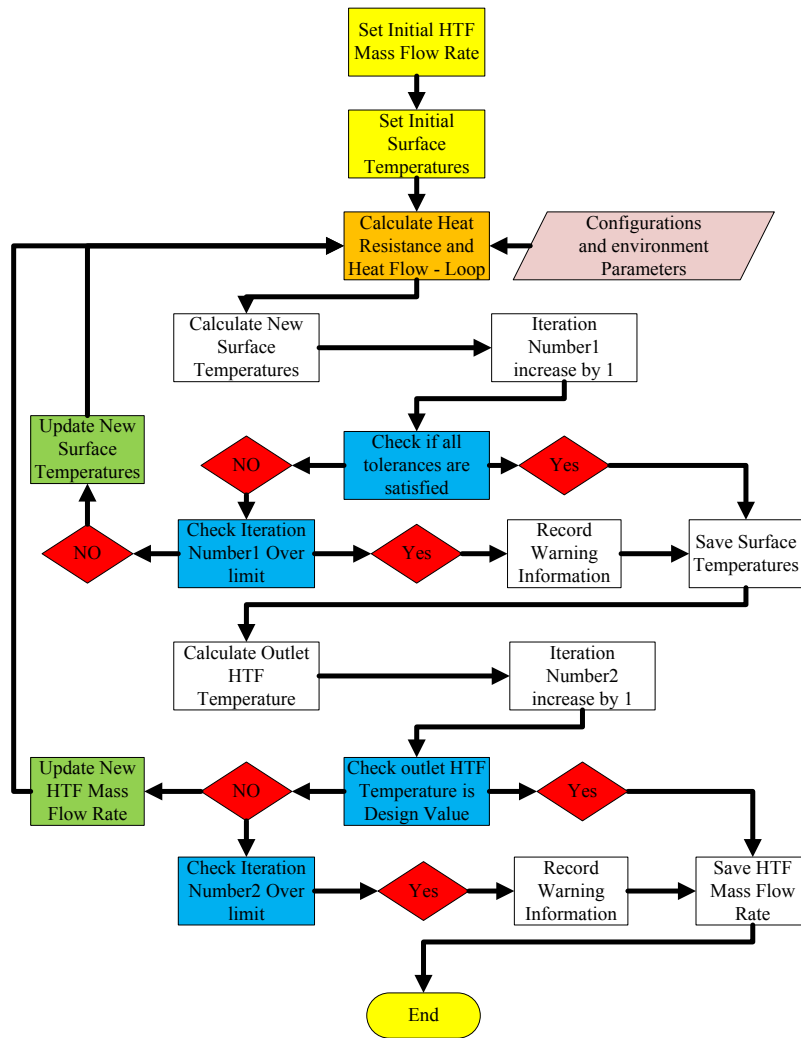 Set Initial HTF
Mass Flow Rate
Set Initial
Surface
Temperatures
Calculate Heat
Resistance and
Heat Flow - Loop
Configurations
and environment
Parameters
Calculate New
Surface
Temperatures
Iteration
Number1
increase by 1
Update New
Surface
Temperatures
NO
Check if all
tolerances are
satisfied
Yes
NO
Check Iteration
Number1 Over
limit
Yes
Record
Warning
Information
Save Surface
Temperatures
Calculate Outlet
HTF
Temperature
Iteration
Number2
increase by 1
Update New
HTF Mass
Flow Rate
NO
Check outlet HTF
Temperature is
Design Value
Yes
Check Iteration
Number2 Over
limit
Yes
Record
Warning
Information
Save HTF
Mass Flow
Rate
End